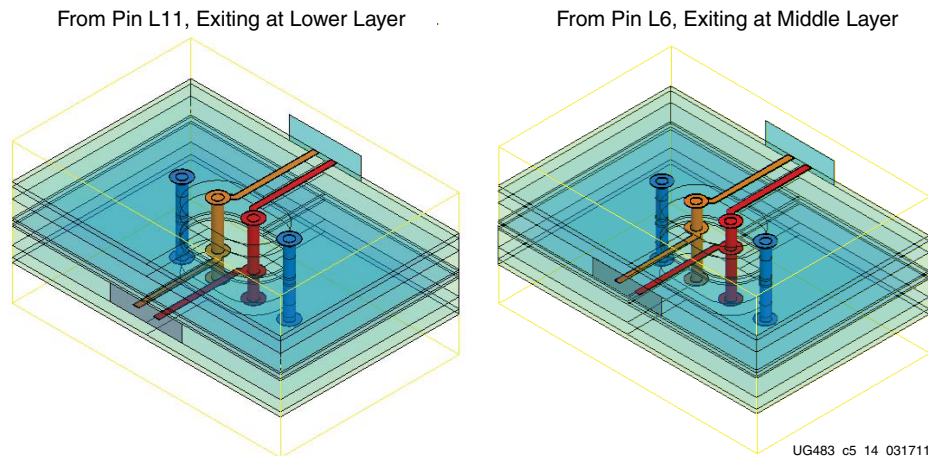 From Pin L11, Exiting at Lower Layer
From Pin L6, Exiting at Middle Layer
UG483_c5_14_031711